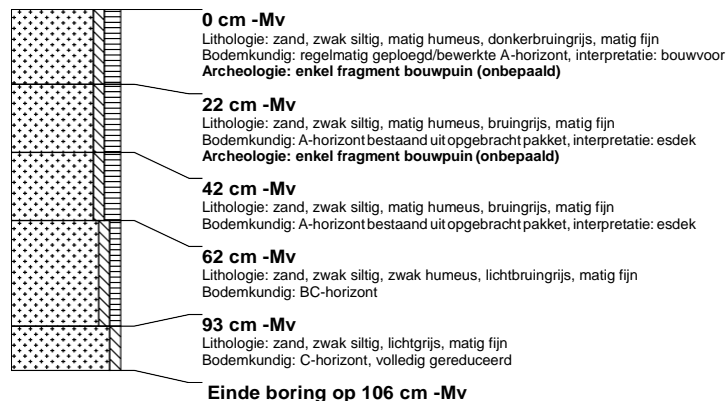 0 cm -Mv
Lithologie: zand, zwak siltig, matig humeus, donkerbruingrijs, matig fijn
Bodemkundig: regelmatig geploegd/bewerkte A-horizont, interpretatie: bouwvoor
Archeologie: enkel fragment bouwpuin (onbepaald)
22 cm -Mv
Lithologie: zand, zwak siltig, matig humeus, bruingrijs, matig fijn
Bodemkundig: A-horizont bestaand uit opgebracht pakket, interpretatie: esdek
Archeologie: enkel fragment bouwpuin (onbepaald)
42 cm -Mv
Lithologie: zand, zwak siltig, matig humeus, bruingrijs, matig fijn
Bodemkundig: A-horizont bestaand uit opgebracht pakket, interpretatie: esdek
62 cm -Mv
Lithologie: zand, zwak siltig, zwak humeus, lichtbruingrijs, matig fijn
Bodemkundig: BC-horizont
93 cm -Mv
Lithologie: zand, zwak siltig, lichtgrijs, matig fijn
Bodemkundig: C-horizont, volledig gereduceerd
Einde boring op 106 cm -Mv